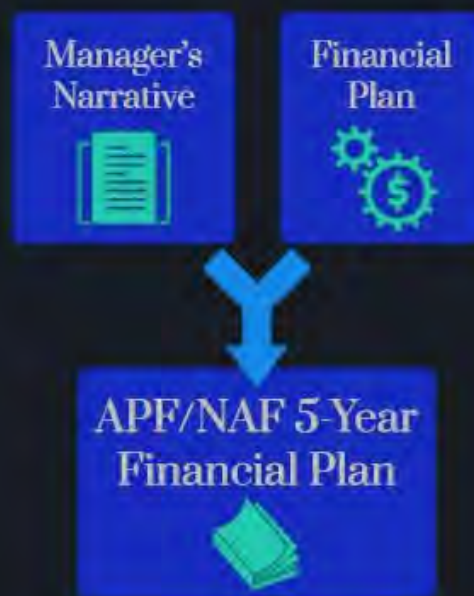 Manager's
Narrative
Financial
Plan
$
APF/NAF 5-Year
Financial Plan